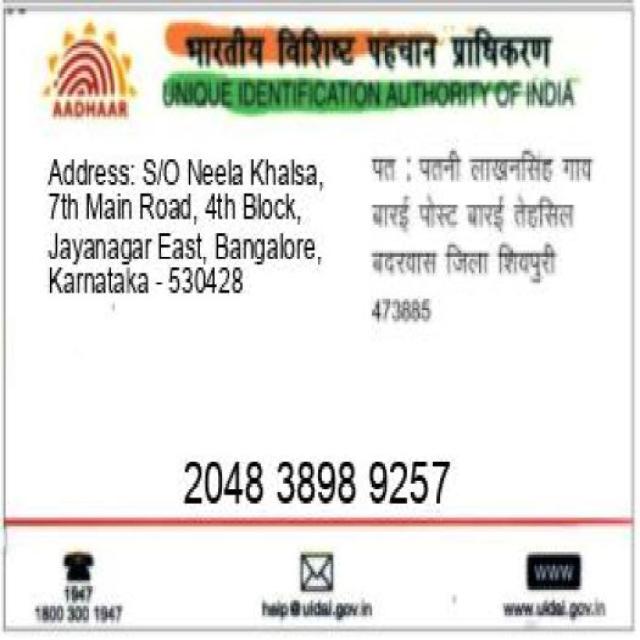 भारतीय विशिष्ट पहचान प्राधिकरण
AADHAAR
UNIQUE IDENTIFICATION AUTHORITY OF INDIA
Address: S/O Neela Khalsa,
7th Main Road, 4th Block,
Jayanagar East, Bangalore,
Karnataka - 530428
पत : पतनी लाखनसिंह गाव
बारई पोस्ट बारई तेहसिल
बदरवास जिला शिवपुरी
473885
2048 3898 9257
1947
1800 300 1947
help@uidai.gov.in
WWW
www.uidai.gov.in